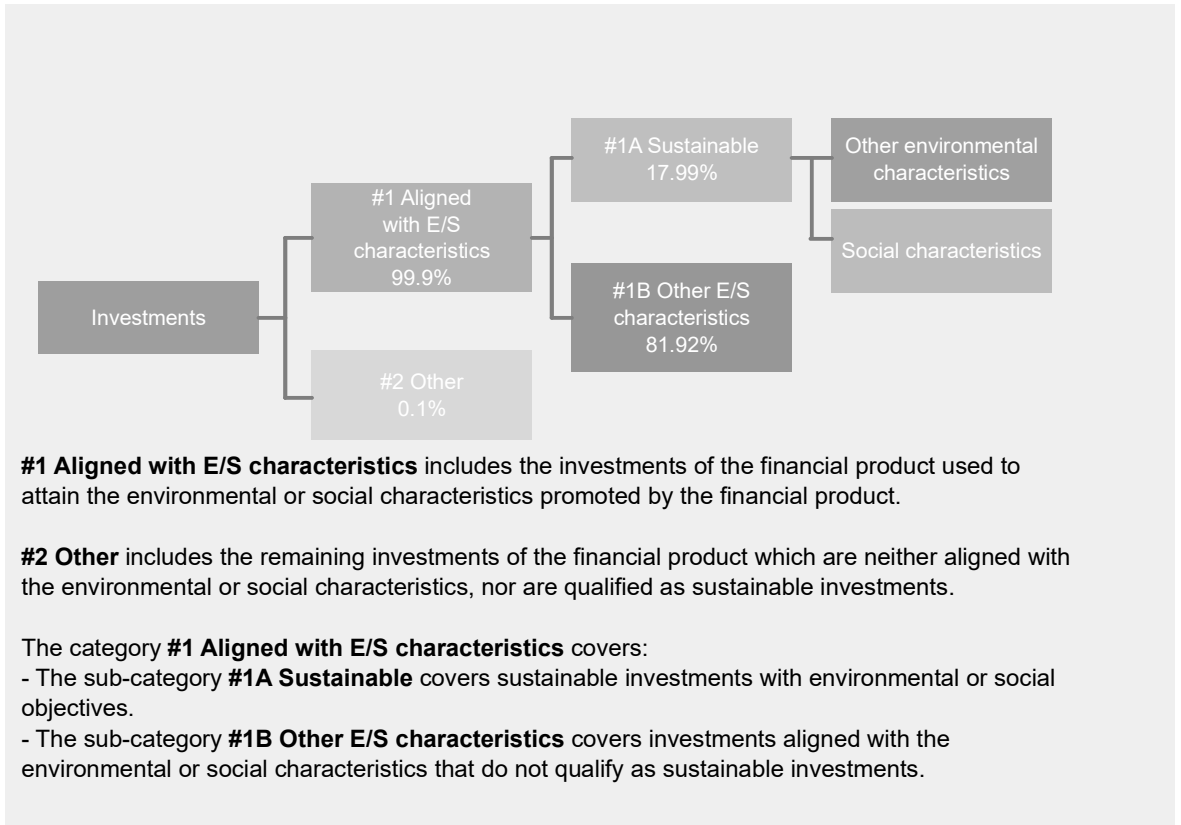 #1A Sustainable
17.99%
Other environmental
characteristics
#1 Aligned
with E/S
characteristics
99.9%
Social characteristics
#1B Other E/S
characteristics
81.92%
Investments
#2 Other
0.1%
#1 Aligned with E/S characteristics includes the investments of the financial product used to
attain the environmental or social characteristics promoted by the financial product.
#2 Other includes the remaining investments of the financial product which are neither aligned with
the environmental or social characteristics, nor are qualified as sustainable investments.
The category #1 Aligned with E/S characteristics covers:
- The sub-category #1A Sustainable covers sustainable investments with environmental or social
objectives.
- The sub-category #1B Other E/S characteristics covers investments aligned with the
environmental or social characteristics that do not qualify as sustainable investments.